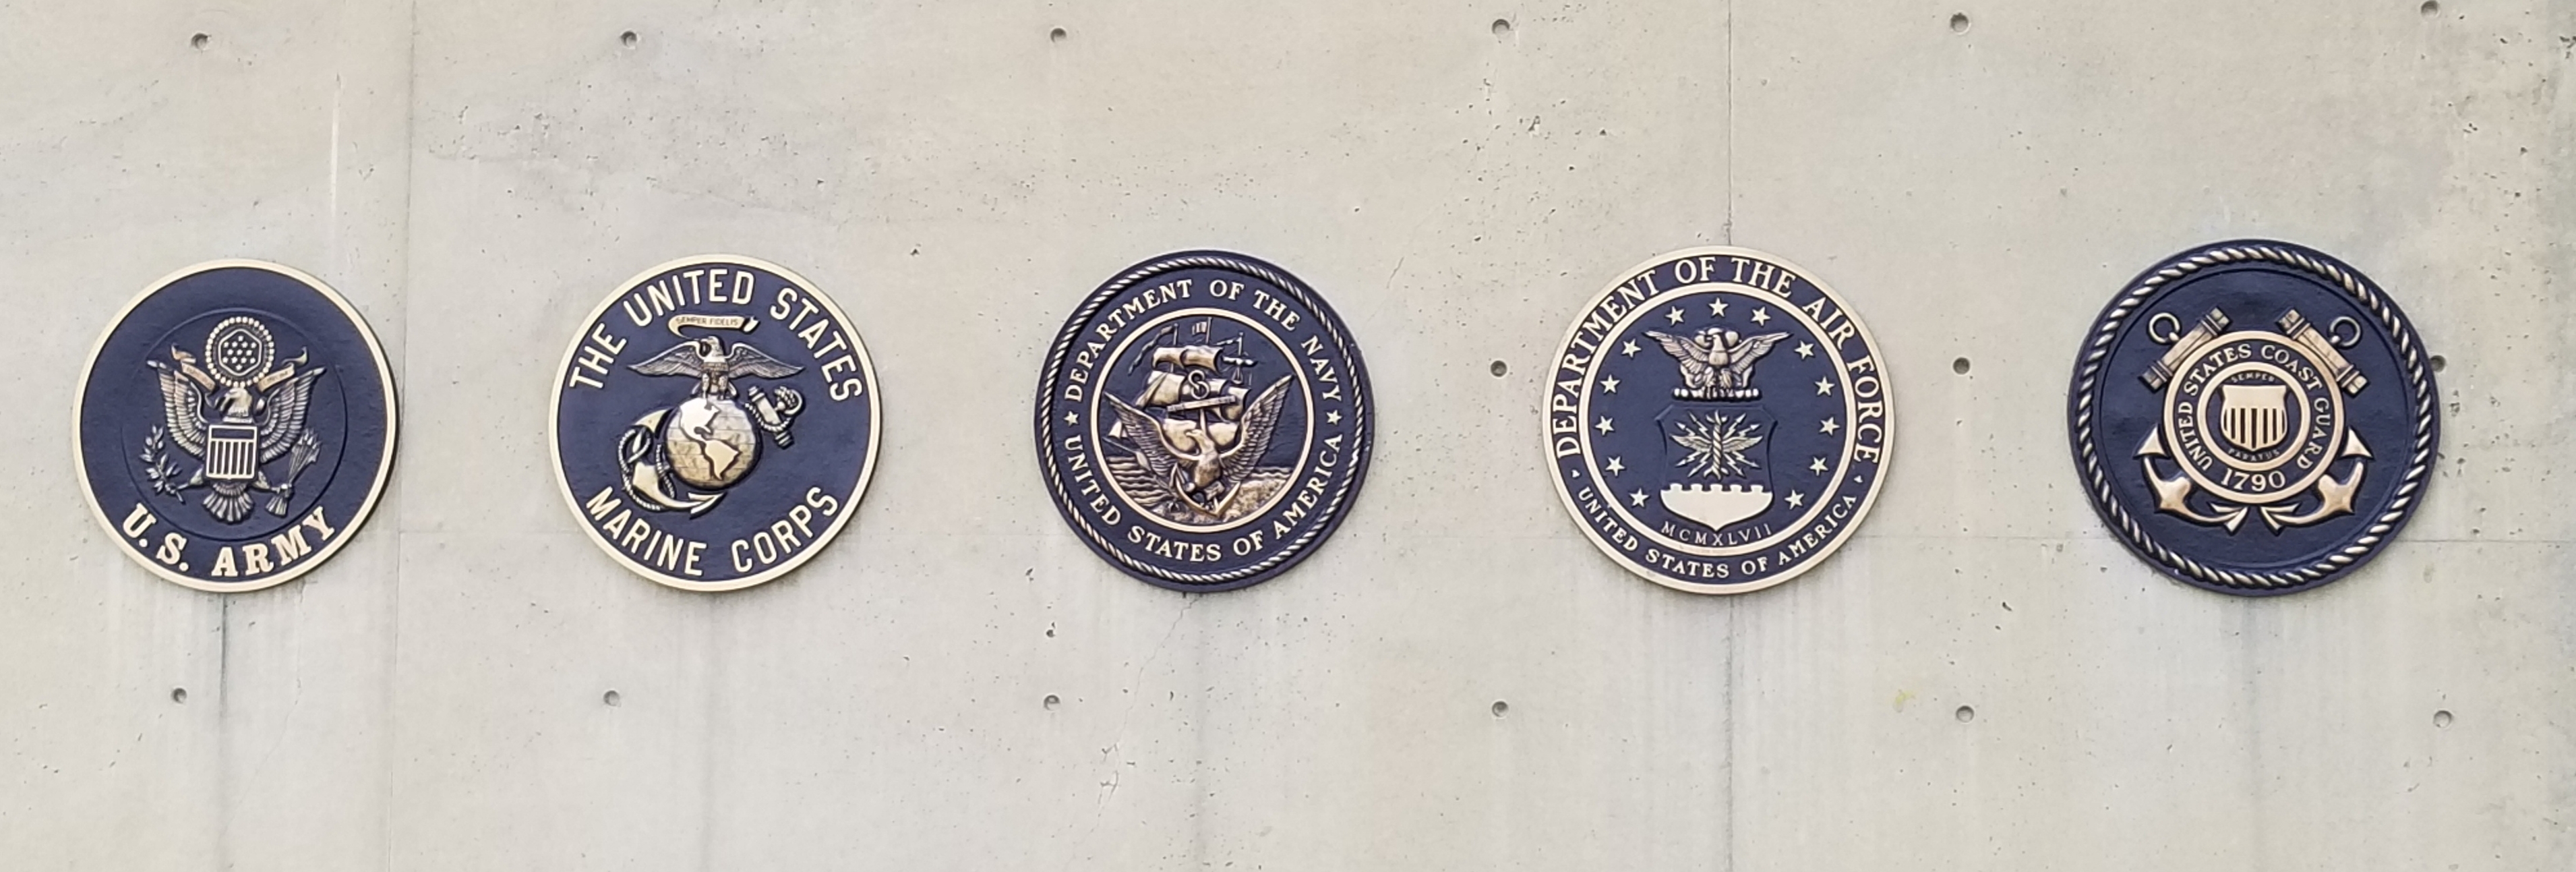 U.S. ARMY
THE UNITED STATES
SEMPER FIDELIS
MARINE CORPS
DEPARTMENT OF THE NAVY
UNITED STATES OF AMERICA
DEPARTMENT OF THE AIR FORCE
MCMXLVII
UNITED STATES OF AMERICA
UNITED STATES COAST GUARD
SEMPER
PARATUS
1790